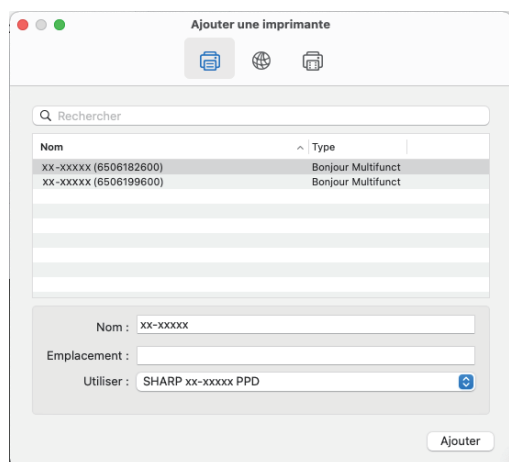 Ajouter une imprimante
Rechercher
Nom Type
xx-xxxxx (6506182600) Bonjour Multifunct
xx-xxxxx (6506199600) Bonjour Multifunct
Nom : xx-xxxxx
Emplacement :
Utiliser : SHARP xx-xxxxx PPD
Ajouter